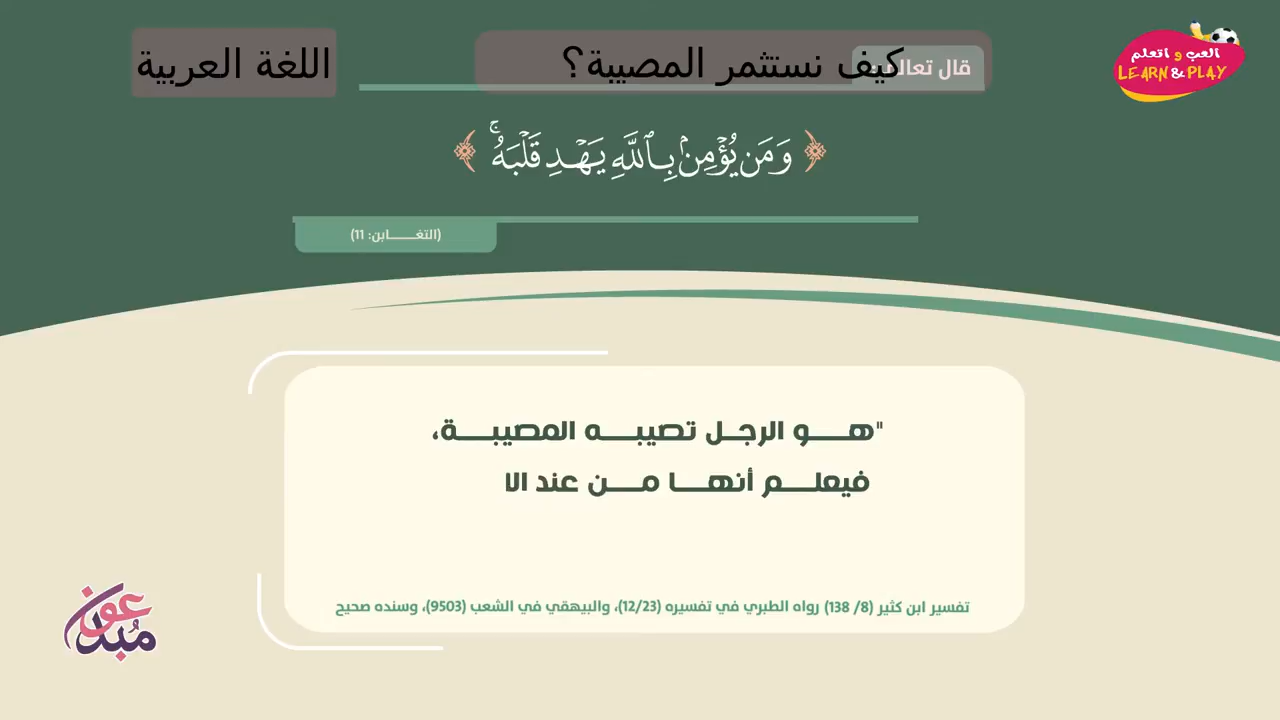 اللغة العربية
كيف نستثمر المصيبة؟
قال تعالى
العب و اتعلم
LEARN & PLAY
﴿ وَمَن يُؤْمِنۢ بِٱللَّهِ يَهْدِ قَلْبَهُۥۚ ﴾
(التغـــــابن: 11)
"هـــو الرجـل تصيبـــه المصيبـــة،
فيعلـــم أنهـــا مـــن عند الا
تفسير ابن كثير (8/ 138) رواه الطبري في تفسيره (12/23)، والبيهقي في الشعب (9503)، وسنده صحيح
مبدعون